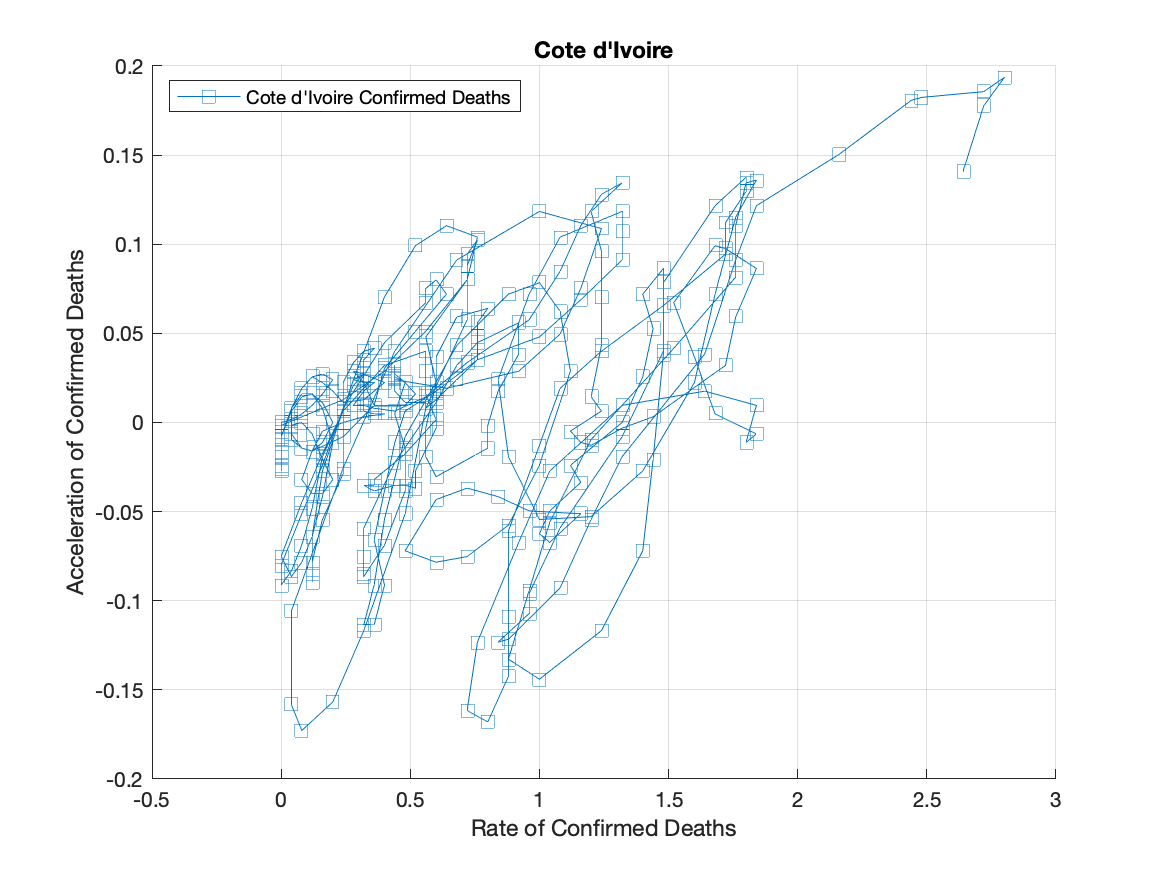 Cote d'Ivoire
Cote d'Ivoire Confirmed Deaths
0.2
0.15
0.1
0.05
0
-0.05
-0.1
-0.15
-0.2
Acceleration of Confirmed Deaths
-0.5 0 0.5 1 1.5 2 2.5 3
Rate of Confirmed Deaths